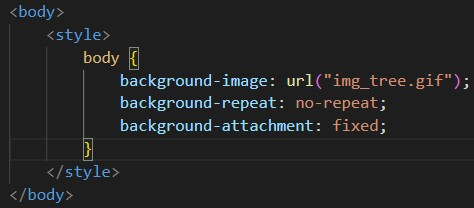 <body>
    <style>
        body {
            background-image: url("img_tree.gif");
            background-repeat: no-repeat;
            background-attachment: fixed;
        }
    </style>
</body>